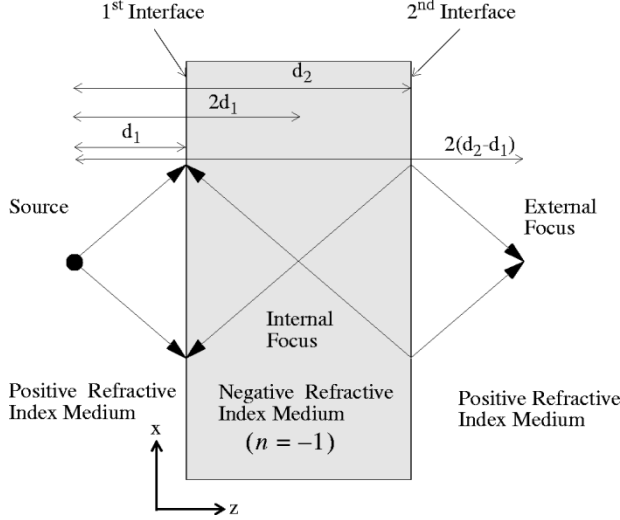 1st Interface
2nd Interface
d2
2d1
d1
2(d2-d1)
Source
External
Focus
Internal
Focus
Positive Refractive
Index Medium
Negative Refractive
Index Medium
(n = −1)
Positive Refractive
Index Medium
x
z